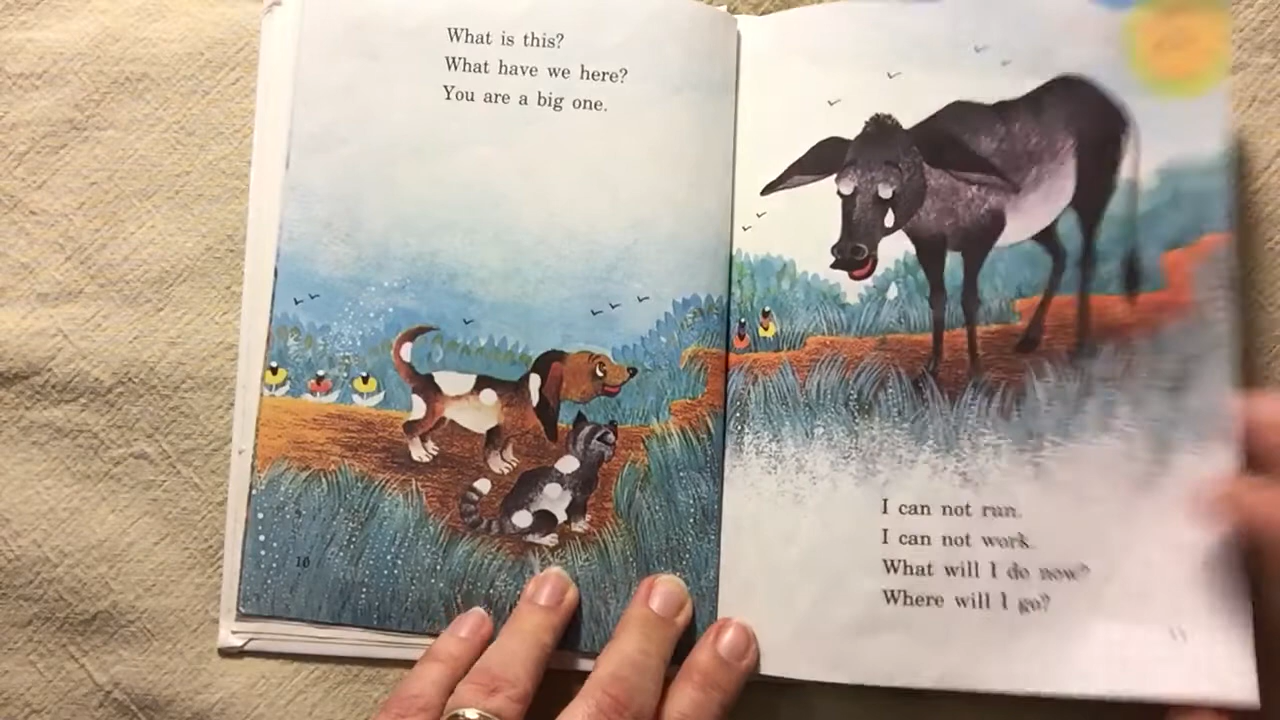 What is this?
What have we here?
You are a big one.
10
I can not run.
I can not work.
What will I do now?
Where will I go?
11